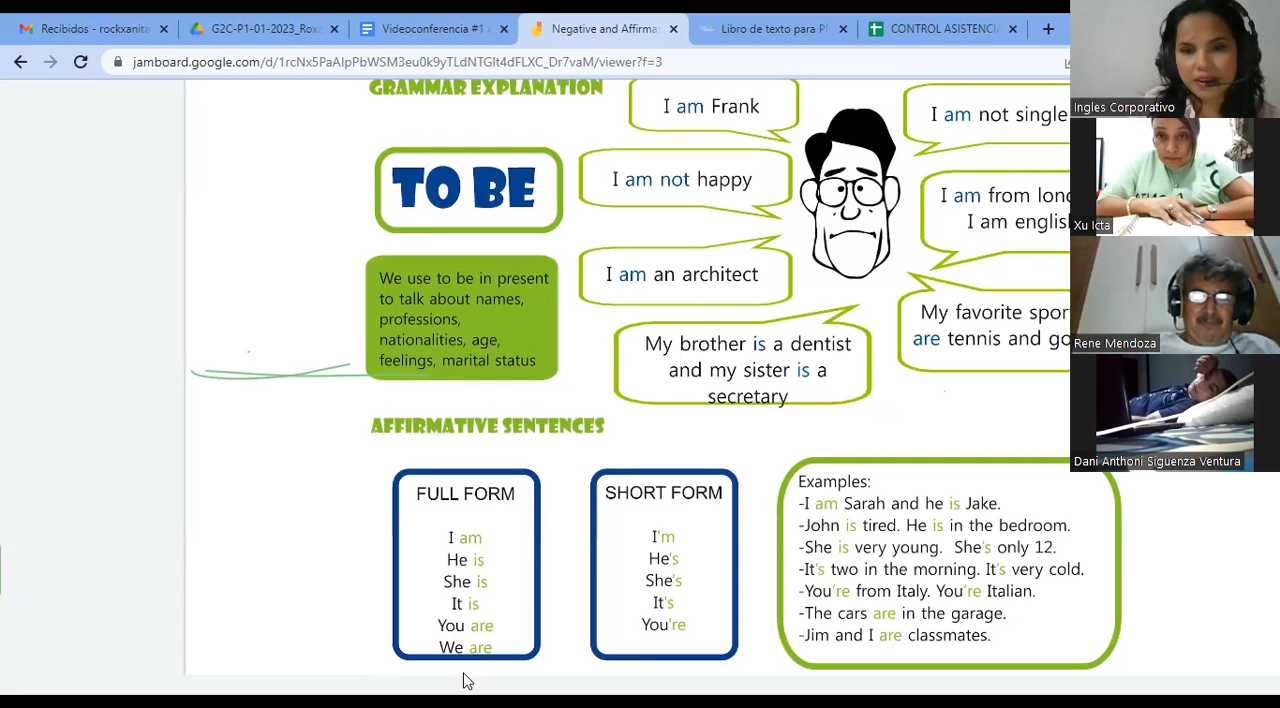 Recibidos - rockxanita
G2C-P1-01-2023_Rox
Videoconferencia #1
Negative and Affirmat
Libro de texto para P
CONTROL ASISTENCI
jamboard.google.com/d/1rcNx5PaAIpPbWSM3eu0k9yTLdNTGIt4dFLXC_Dr7vaM/viewer?f=3
Ingles Corporativo
Xu Icta
Rene Mendoza
Dani Anthoni Siguenza Ventura
GRAMMAR EXPLANATION
TO BE
We use to be in present
to talk about names,
professions,
nationalities, age,
feelings, marital status
I am Frank
I am not happy
I am an architect
My brother is a dentist
and my sister is a
secretary
I am not single
I am from lond
I am english
My favorite spor
are tennis and go
AFFIRMATIVE SENTENCES
FULL FORM
I am
He is
She is
It is
You are
We are
SHORT FORM
I'm
He's
She's
It's
You're
Examples:
-I am Sarah and he is Jake.
-John is tired. He is in the bedroom.
-She is very young. She's only 12.
-It's two in the morning. It's very cold.
-You're from Italy. You're Italian.
-The cars are in the garage.
-Jim and I are classmates.